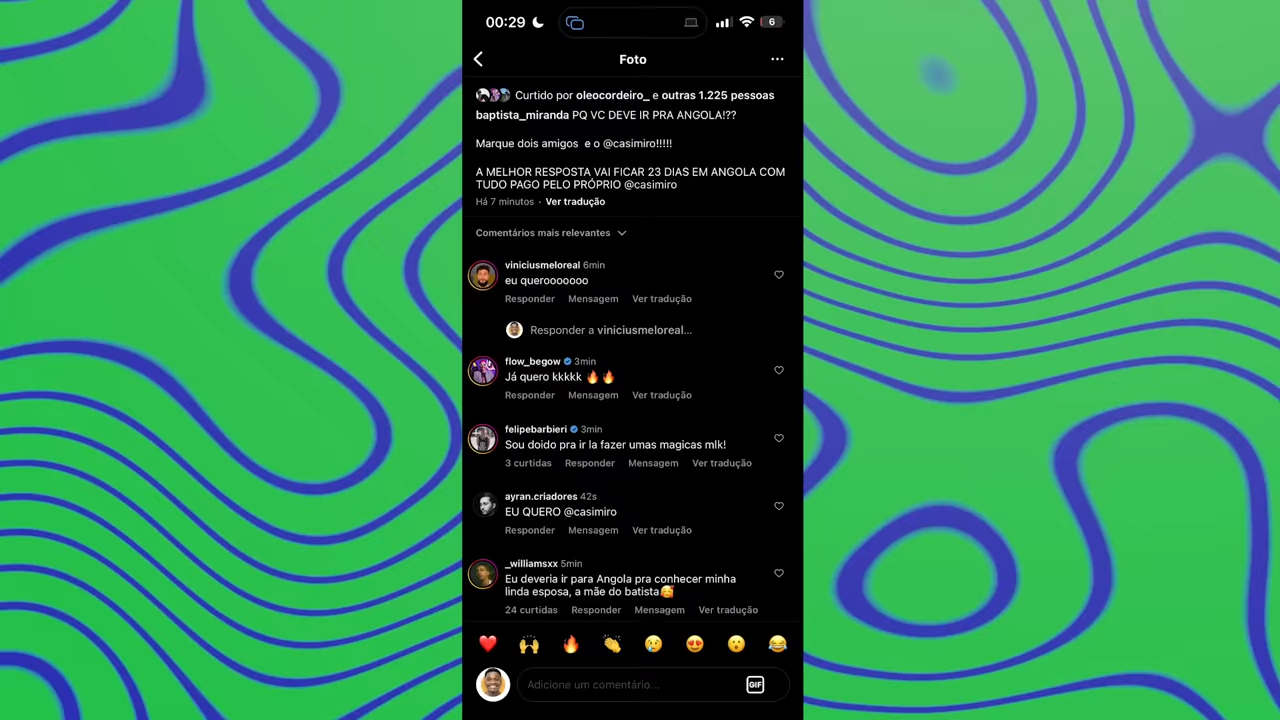 00:29
6
Foto
Curtido por oleocordeiro_ e outras 1.225 pessoas
baptista_miranda PQ VC DEVE IR PRA ANGOLA!??
Marque dois amigos e o @casimiro!!!!!
A MELHOR RESPOSTA VAI FICAR 23 DIAS EM ANGOLA COM
TUDO PAGO PELO PRÓPRIO @casimiro
Há 7 minutos · Ver tradução
Comentários mais relevantes
viniciusmeloreal 6min
eu querooooooo
Responder Mensagem Ver tradução
Responder a viniciusmeloreal...
flow_begow 3min
Já quero kkkkk 🔥🔥
Responder Mensagem Ver tradução
felipebarbieri 3min
Sou doido pra ir la fazer umas magicas mlk!
3 curtidas Responder Mensagem Ver tradução
ayran.criadores 42s
EU QUERO @casimiro
Responder Mensagem Ver tradução
_williamsxx 5min
Eu deveria ir para Angola pra conhecer minha
linda esposa, a mãe do batista🥰
24 curtidas Responder Mensagem Ver tradução
Adicione um comentário...
GIF